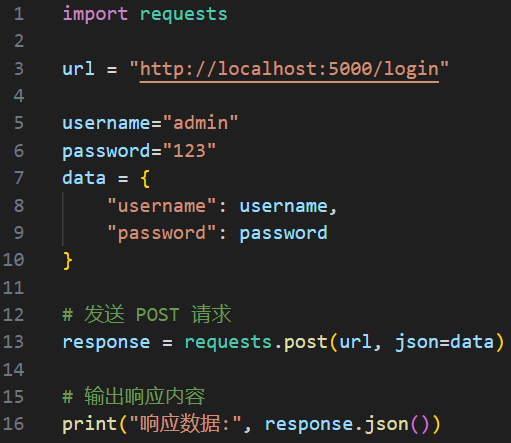 1 import requests
2
3 url = "http://localhost:5000/login"
4
5 username="admin"
6 password="123"
7 data = {
8     "username": username,
9     "password": password
10 }
11
12 # 发送 POST 请求
13 response = requests.post(url, json=data)
14
15 # 输出响应内容
16 print("响应数据:", response.json())